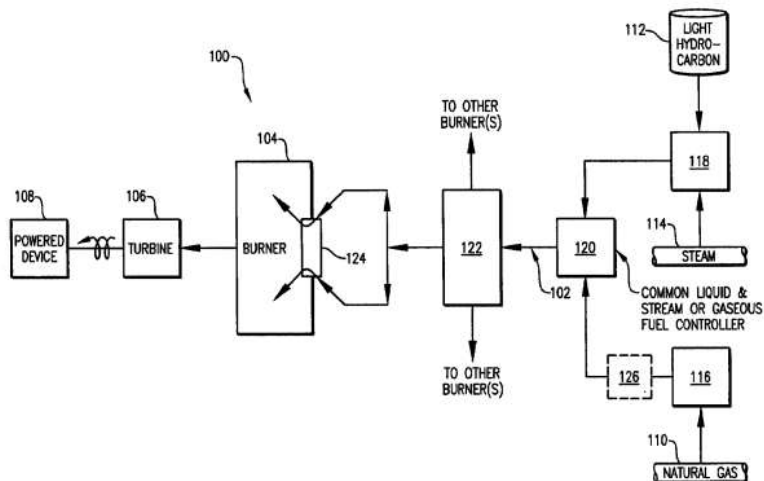 112
LIGHT
HYDRO-
CARBON
100
TO OTHER
BURNER(S)
104
118
108
106
114
POWERED
DEVICE
TURBINE
BURNER
124
122
120
102
STEAM
COMMON LIQUID &
STREAM OR GASEOUS
FUEL CONTROLLER
TO OTHER
BURNER(S)
126
116
110
NATURAL GAS